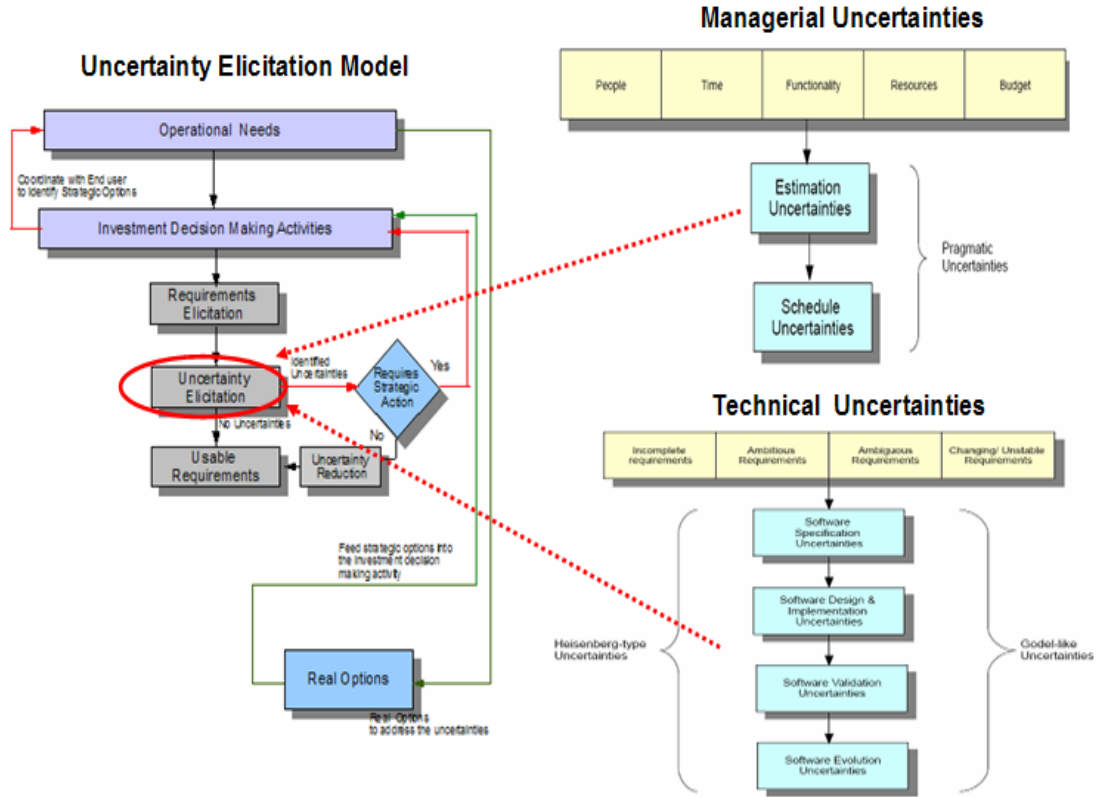 Managerial Uncertainties
Uncertainty Elicitation Model
People
Time
Functionality
Resources
Budget
Operational Needs
Coordinate with End user
to Identify Strategic Options
Investment Decision Making Activities
Requirements
Elicitation
Uncertainty
Elicitation
Identified
Uncertainties
Requires
Strategic
Action
Yes
No
No Uncertainties
Usable
Requirements
Uncertainty
Reduction
Feed strategic options into
the investment decision
making activity
Real Options
Real Options
to address the uncertainties
Estimation
Uncertainties
Schedule
Uncertainties
Pragmatic
Uncertainties
Technical Uncertainties
Incomplete
requirements
Ambitious
Requirements
Ambiguous
Requirements
Changing/ Unstable
Requirements
Software
Specification
Uncertainties
Software Design &
Implementation
Uncertainties
Software Validation
Uncertainties
Software Evolution
Uncertainties
Heisenberg-type
Uncertainties
Godel-like
Uncertainties